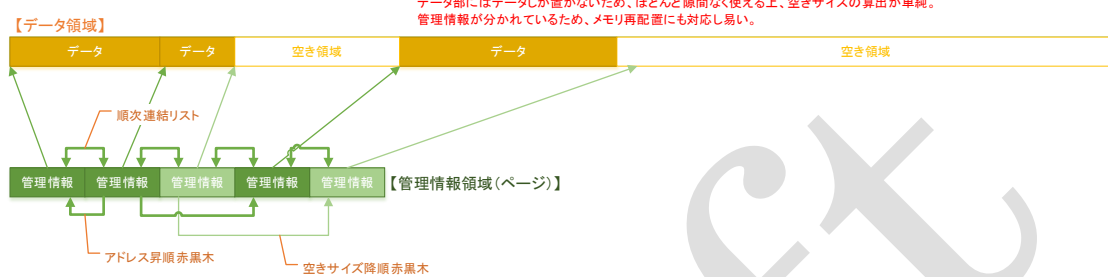 データ部にはデータしか置かないため、ほとんど隙間なく使える上、空きサイズの算出が単純。
管理情報が分かれているため、メモリ再配置にも対応し易い。
【データ領域】
データ データ 空き領域 データ 空き領域
順次連結リスト
管理情報 管理情報 管理情報 管理情報 管理情報 【管理情報領域(ページ)】
アドレス昇順赤黒木
空きサイズ降順赤黒木
ft